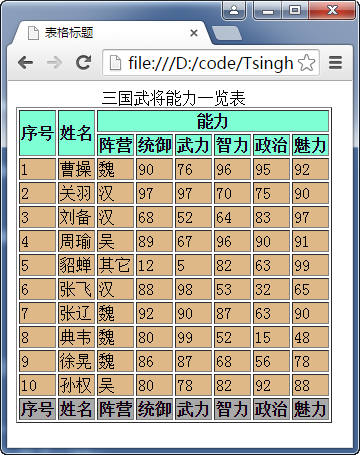 表格标题
file:///D:/code/Tsingh
三国武将能力一览表
序号 姓名 能力
阵营 统御 武力 智力 政治 魅力
1 曹操 魏 90 76 96 95 92
2 关羽 汉 97 97 70 75 90
3 刘备 汉 68 52 64 83 97
4 周瑜 吴 89 67 96 90 91
5 貂蝉 其它 12 5 82 63 99
6 张飞 汉 88 98 53 32 65
7 张辽 魏 92 90 87 63 90
8 典韦 魏 80 99 52 15 48
9 徐晃 魏 86 87 68 56 78
10 孙权 吴 80 78 82 92 88
序号 姓名 阵营 统御 武力 智力 政治 魅力